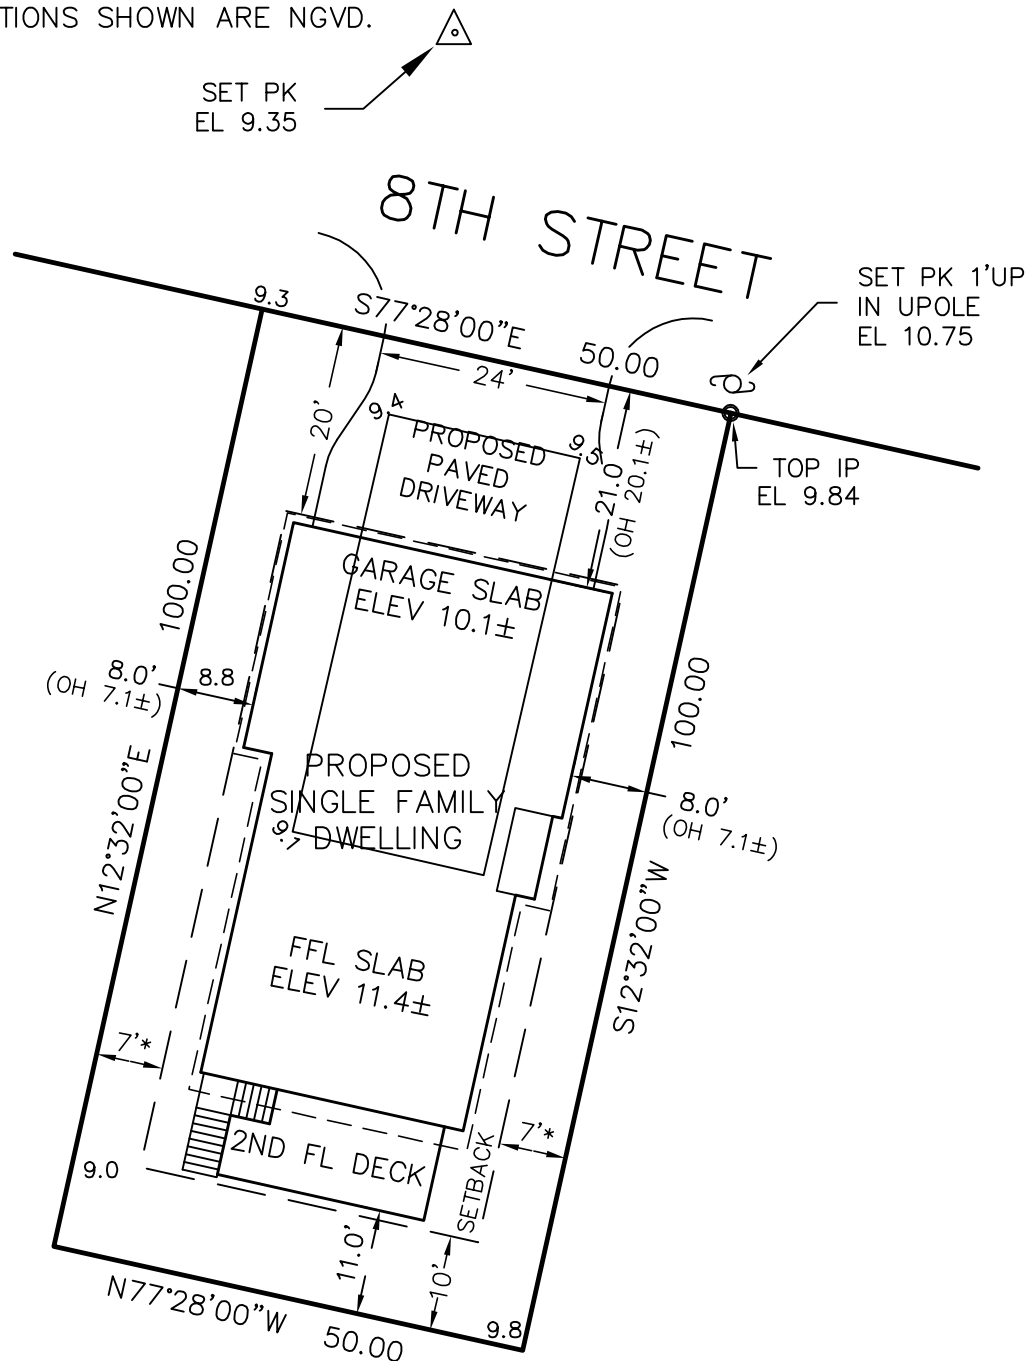 TIONS SHOWN ARE NGVD.
SET PK
EL 9.35
8TH STREET
SET PK 1'UP
IN UPOLE
EL 10.75
9.3
S77°28'00"E
50.00
24'
20'
9.4
9.5
PROPOSED
PAVED
DRIVEWAY
21.0
(OH 20.1±)
TOP IP
EL 9.84
GARAGE SLAB
ELEV 10.1±
100.00
8.0'
(OH 7.1±)
8.8
100.00
N12°32'00"E
PROPOSED
SINGLE FAMILY
DWELLING
9.7
8.0'
(OH 7.1±)
S12°32'00"W
FFL SLAB
ELEV 11.4±
7'*
7'*
2ND FL DECK
SETBACK
9.0
11.0'
10'
N77°28'00"W
50.00
9.8